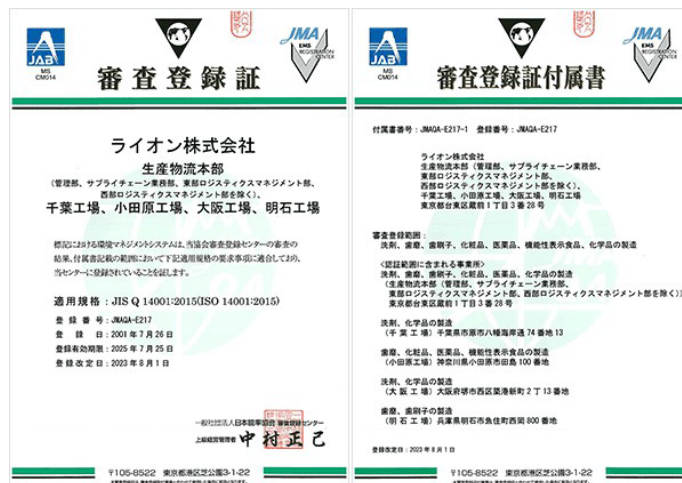 JAB
MS
CM014
JMA
EMS
REGISTRATION
CENTER
審査登録証
ライオン株式会社
生産物流本部
(管理部、サプライチェーン業務部、東部ロジスティクスマネジメント部、
西部ロジスティクスマネジメント部を除く)、
千葉工場、小田原工場、大阪工場、明石工場
標記における環境マネジメントシステムは、当協会審査登録センターの審査の
結果、付属書記載の範囲において下記適用規格の要求事項に適合しており、
当センターに登録されていることを証します。
適用規格:JIS Q 14001:2015(ISO 14001:2015)
登録番号:JMAQA-E217
登録日:2001年7月26日
登録有効期限:2025年7月25日
登録改定日:2023年8月1日
一般社団法人日本能率協会 審査登録センター
上級経営管理者 中村正己
〒105-8522 東京都港区芝公園3-1-22
JAB
MS
CM014
JMA
EMS
REGISTRATION
CENTER
審査登録証付属書
付属書番号:JMAQA-E217-1 登録番号:JMAQA-E217
ライオン株式会社
生産物流本部(管理部、サプライチェーン業務部、
東部ロジスティクスマネジメント部、
西部ロジスティクスマネジメント部を除く)、
千葉工場、小田原工場、大阪工場、明石工場
東京都台東区蔵前1丁目3番28号
審査登録範囲:
洗剤、歯磨、歯刷子、化粧品、医薬品、機能性表示食品、化学品の製造
<認証範囲に含まれる事業所>
洗剤、歯磨、歯刷子、化粧品、医薬品、化学品の製造
(生産物流本部(管理部、サプライチェーン業務部、
東部ロジスティクスマネジメント部、西部ロジスティクスマネジメント部を除く))
東京都台東区蔵前1丁目3番28号
洗剤、化学品の製造
(千葉工場)千葉県市原市八幡海岸通74番地13
歯磨、化粧品、医薬品、機能性表示食品の製造
(小田原工場)神奈川県小田原市田島100番地
洗剤、化学品の製造
(大阪工場)大阪府堺市西区築港新町2丁13番地
歯磨、歯刷子の製造
(明石工場)兵庫県明石市魚住町西岡800番地
登録改定日:2023年8月1日
〒105-8522 東京都港区芝公園3-1-22